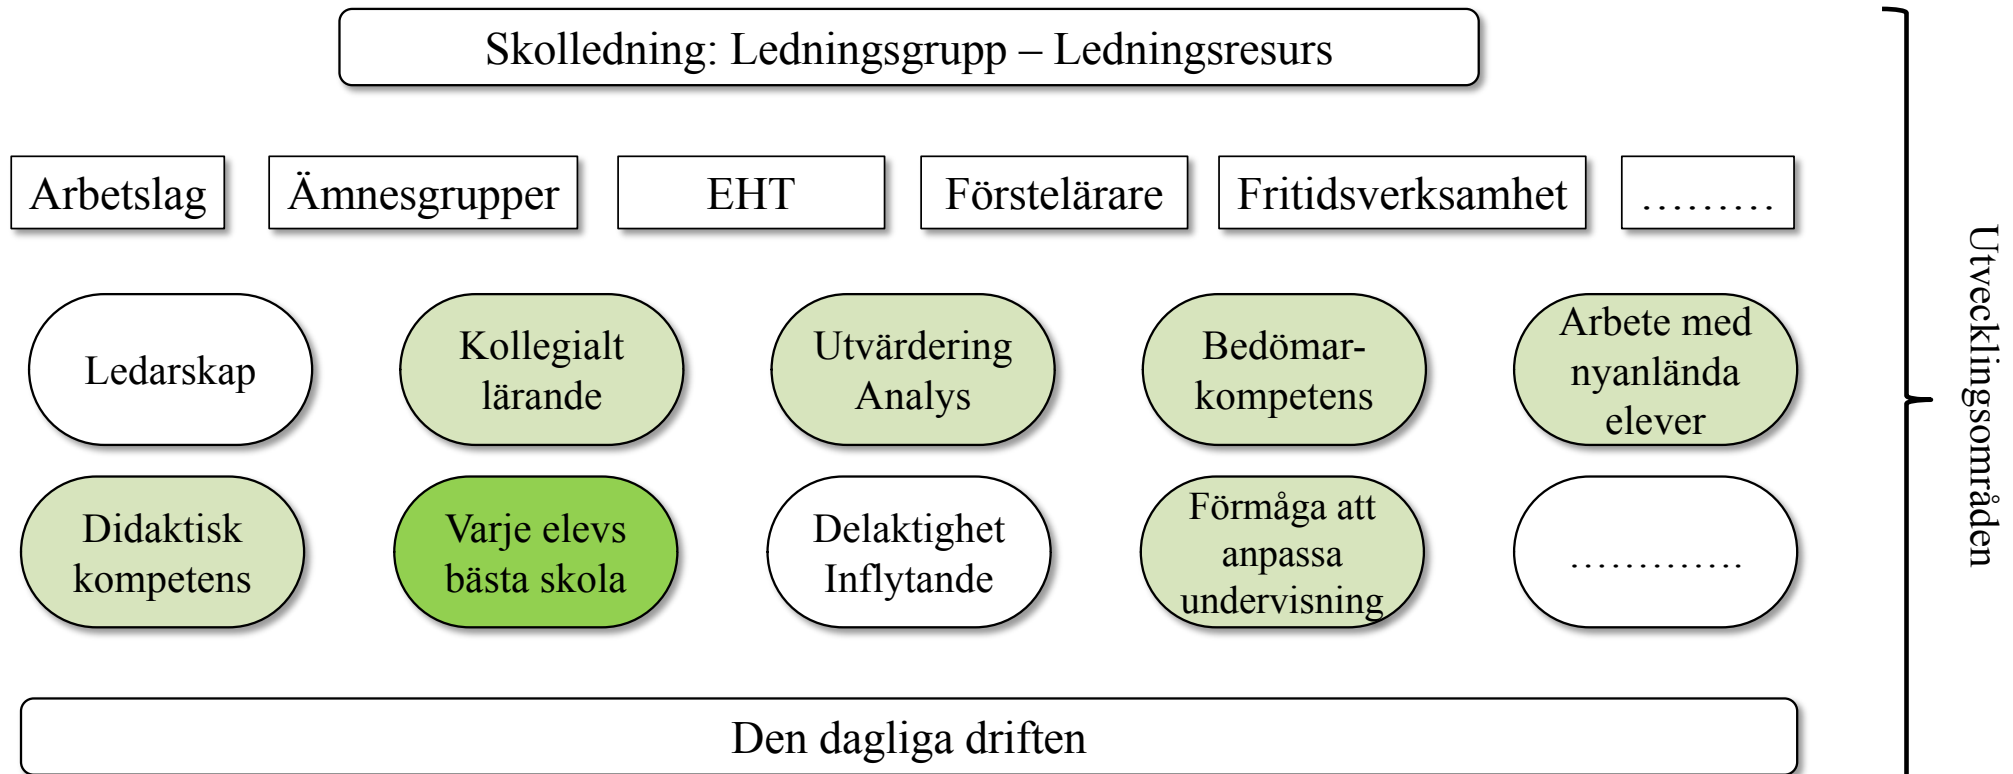 Skolledning: Ledningsgrupp – Ledningsresurs
Arbetslag
Ämnesgrupper
EHT
Förstelärare
Fritidsverksamhet
………
Ledarskap
Kollegialt
lärande
Utvärdering
Analys
Bedömar-
kompetens
Arbete med
nyanlända
elever
Didaktisk
kompetens
Varje elevs
bästa skola
Delaktighet
Inflytande
Förmåga att
anpassa
undervisning
………….
Den dagliga driften
Utvecklingsområden